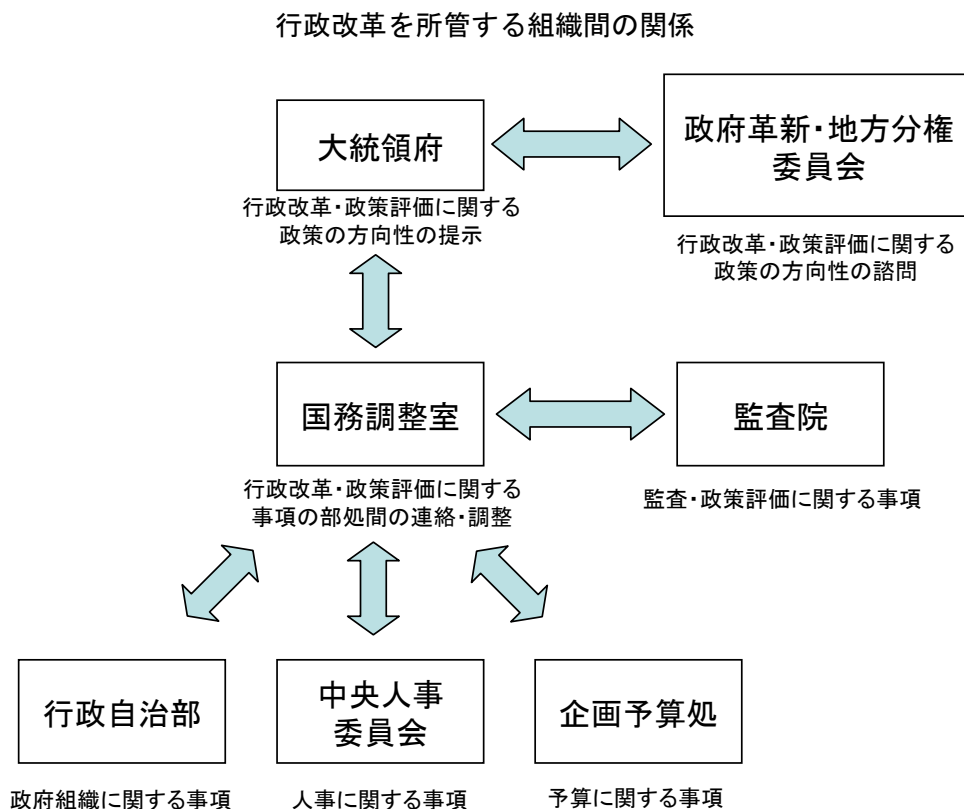 行政改革を所管する組織間の関係
大統領府
政府革新・地方分権
委員会
行政改革・政策評価に関する
政策の方向性の提示
行政改革・政策評価に関する
政策の方向性の諮問
国務調整室
監査院
行政改革・政策評価に関する
事項の部処間の連絡・調整
監査・政策評価に関する事項
行政自治部
中央人事
委員会
企画予算処
政府組織に関する事項
人事に関する事項
予算に関する事項